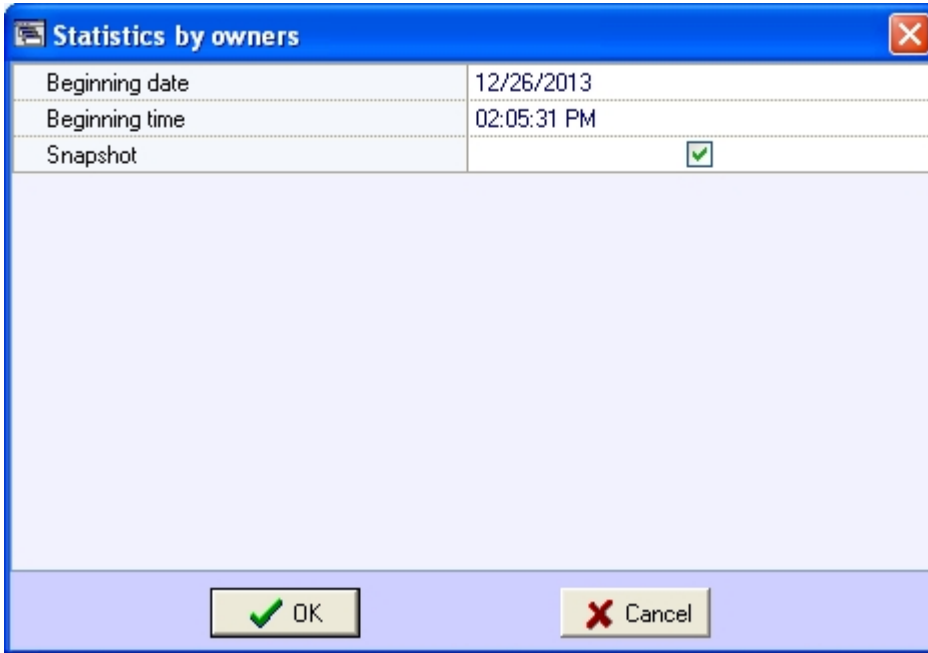 Statistics by owners
Beginning date 12/26/2013
Beginning time 02:05:31 PM
Snapshot
OK Cancel